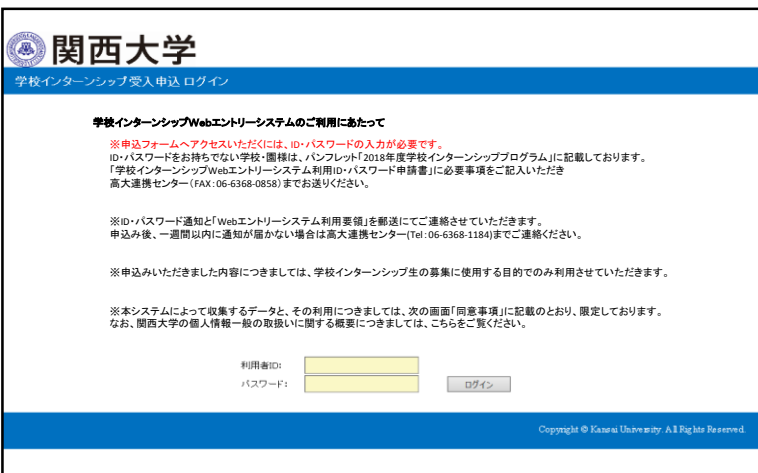 関西大学
学校インターンシップ受入申込 ログイン
学校インターンシップWebエントリーシステムのご利用にあたって
※申込フォームへアクセスいただくには、ID・パスワードの入力が必要です。
ID・パスワードをお持ちでない学校・園様は、パンフレット「2018年度学校インターンシッププログラム」に記載しております。
「学校インターンシップWebエントリーシステム利用ID・パスワード申請書」に必要事項をご記入いただき
高大連携センター（FAX：06-6368-0858）までお送りください。
※ID・パスワード通知と「Webエントリーシステム利用要領」を郵送にてご連絡させていただきます。
申込み後、一週間以内に通知が届かない場合は高大連携センター(Tel：06-6368-1184)までご連絡ください。
※申込みいただきました内容につきましては、学校インターンシップ生の募集に使用する目的でのみ利用させていただきます。
※本システムによって収集するデータと、その利用につきましては、次の画面「同意事項」に記載のとおり、限定しております。
なお、関西大学の個人情報一般の取扱いに関する概要につきましては、こちらをご覧ください。
利用者ID：
パスワード： ログイン
Copyright © Kansai University. All Rights Reserved.